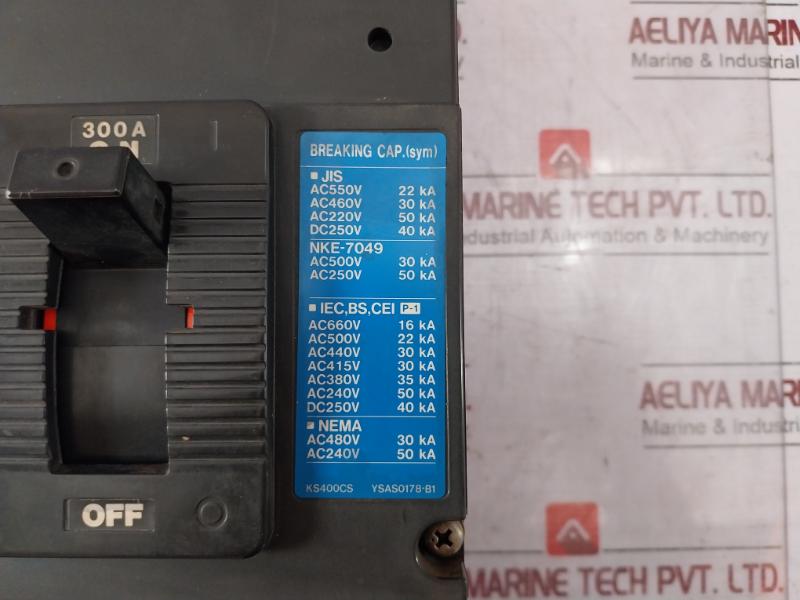 300A
ON
OFF
BREAKING CAP.(sym)
JIS
AC550V 22 kA
AC460V 30 kA
AC220V 50 kA
DC250V 40 kA
NKE-7049
AC500V 30 kA
AC250V 50 kA
IEC,BS,CEI P-1
AC660V 16 kA
AC500V 22 kA
AC440V 30 kA
AC415V 30 kA
AC380V 35 kA
AC240V 50 kA
DC250V 40 kA
NEMA
AC480V 30 kA
AC240V 50 kA
KS400CS YSAS0178-B1
AELIYA MARIN
Marine & Industrial
MARINE TECH PVT. LTD.
dustrial Automation & Machinery
AELIYA MARI
Marine & Industri
MARINE TECH PVT. LTD.